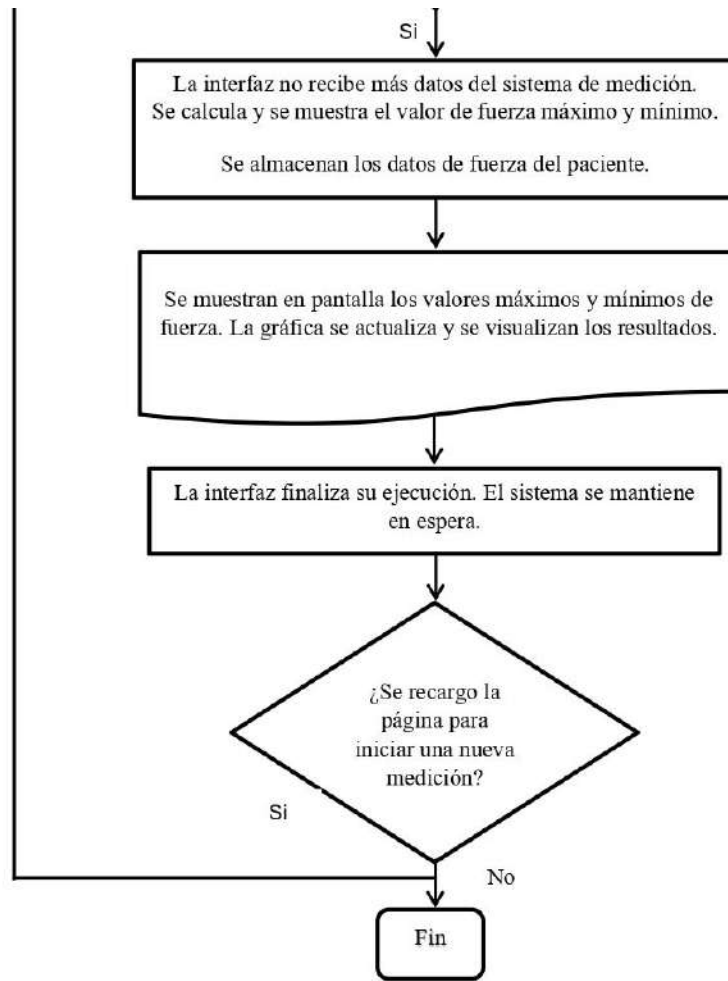 Si
La interfaz no recibe más datos del sistema de medición.
Se calcula y se muestra el valor de fuerza máximo y mínimo.
Se almacenan los datos de fuerza del paciente.
Se muestran en pantalla los valores máximos y mínimos de
fuerza. La gráfica se actualiza y se visualizan los resultados.
La interfaz finaliza su ejecución. El sistema se mantiene
en espera.
¿Se recargo la
página para
iniciar una nueva
medición?
Si
No
Fin